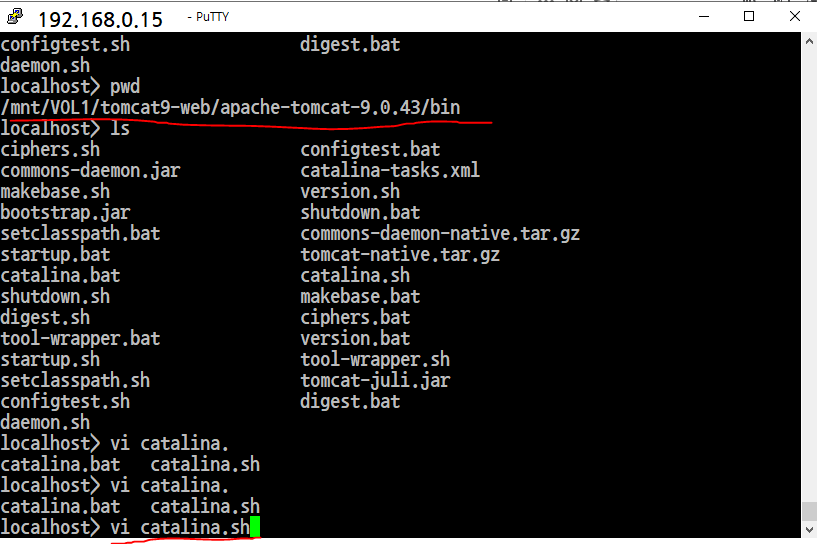 192.168.0.15 - PuTTY
configtest.sh digest.bat
daemon.sh
localhost> pwd
/mnt/VOL1/tomcat9-web/apache-tomcat-9.0.43/bin
localhost> ls
ciphers.sh configtest.bat
commons-daemon.jar catalina-tasks.xml
makebase.sh version.sh
bootstrap.jar shutdown.bat
setclasspath.bat commons-daemon-native.tar.gz
startup.bat tomcat-native.tar.gz
catalina.bat catalina.sh
shutdown.sh makebase.bat
digest.sh ciphers.bat
tool-wrapper.bat version.bat
startup.sh tool-wrapper.sh
setclasspath.sh tomcat-juli.jar
configtest.sh digest.bat
daemon.sh
localhost> vi catalina.
catalina.bat catalina.sh
localhost> vi catalina.
catalina.bat catalina.sh
localhost> vi catalina.sh